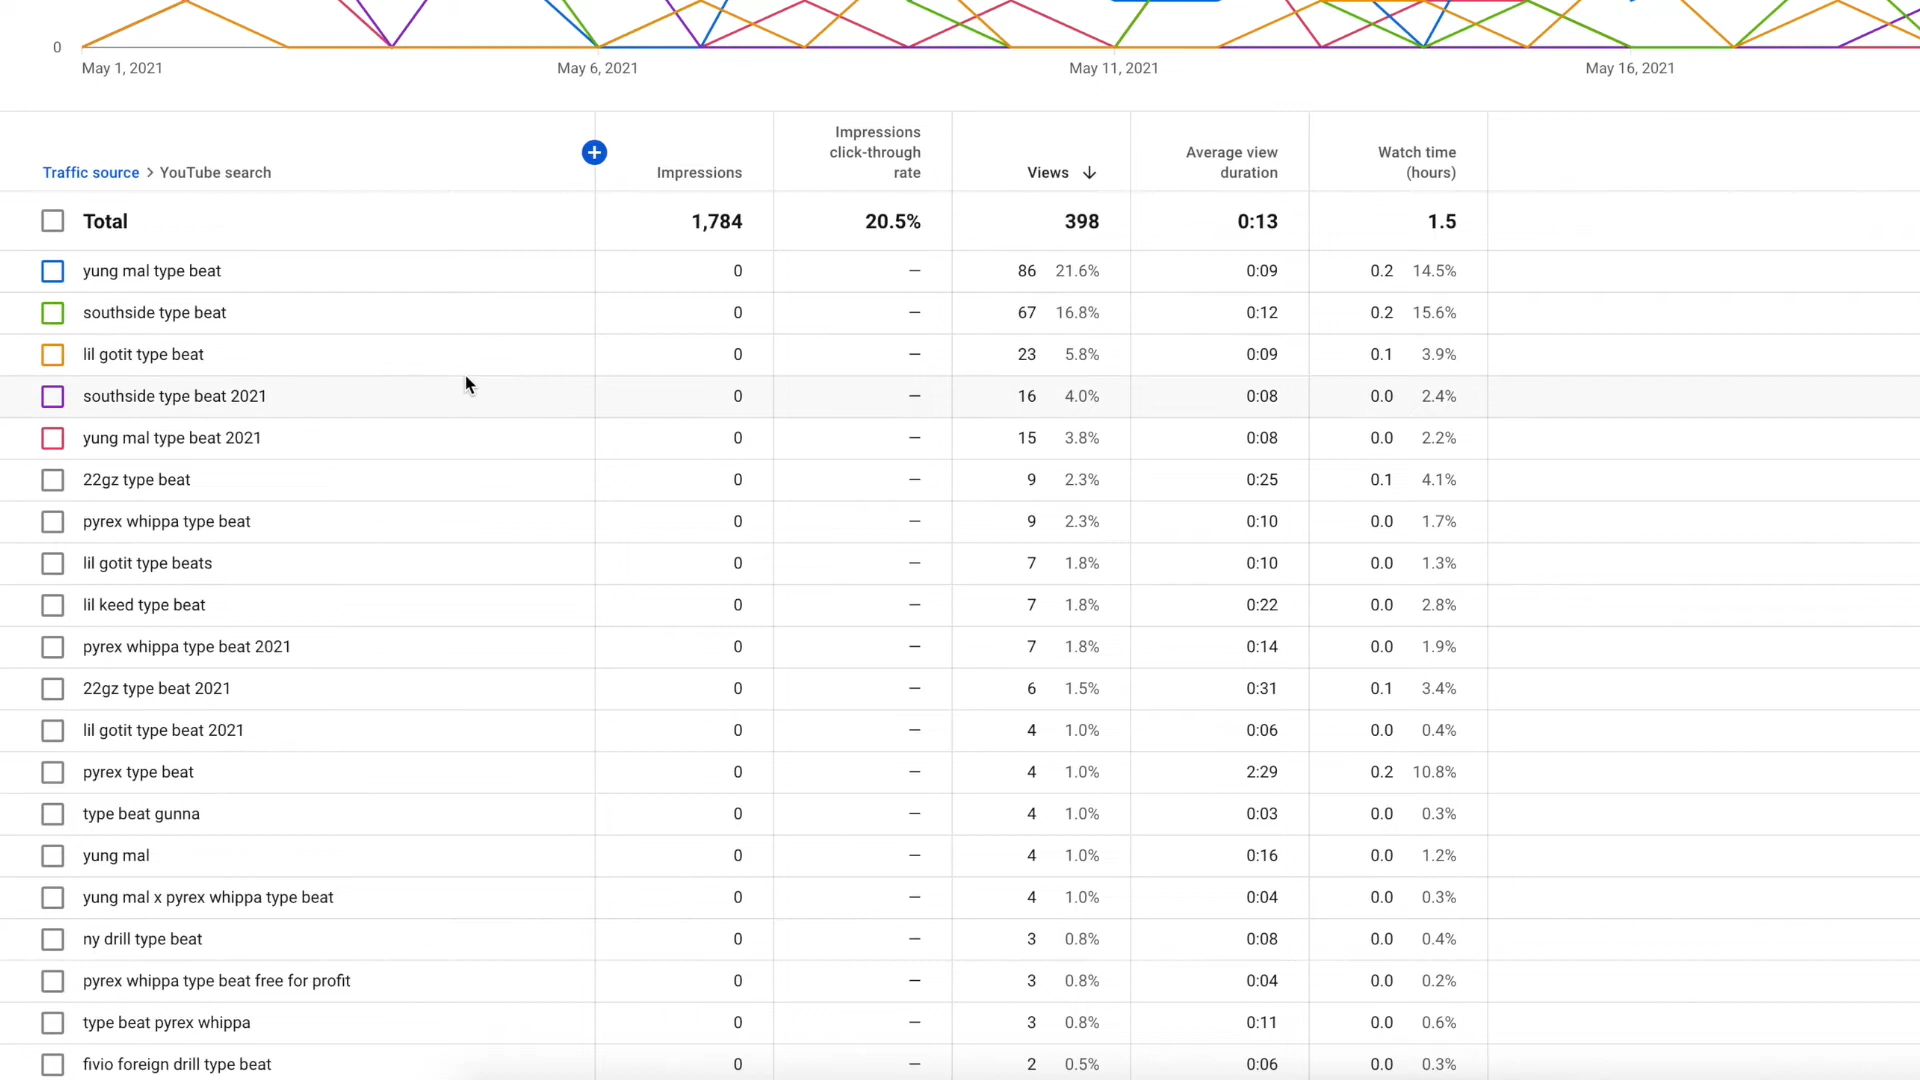 0
May 1, 2021 May 6, 2021 May 11, 2021 May 16, 2021
Impressions
click-through
rate
Average view
duration
Watch time
(hours)
Traffic source > YouTube search Impressions Views
Total 1,784 20.5% 398 0:13 1.5
yung mal type beat 0 — 86 21.6% 0:09 0.2 14.5%
southside type beat 0 — 67 16.8% 0:12 0.2 15.6%
lil gotit type beat 0 — 23 5.8% 0:09 0.1 3.9%
southside type beat 2021 0 — 16 4.0% 0:08 0.0 2.4%
yung mal type beat 2021 0 — 15 3.8% 0:08 0.0 2.2%
22gz type beat 0 — 9 2.3% 0:25 0.1 4.1%
pyrex whippa type beat 0 — 9 2.3% 0:10 0.0 1.7%
lil gotit type beats 0 — 7 1.8% 0:10 0.0 1.3%
lil keed type beat 0 — 7 1.8% 0:22 0.0 2.8%
pyrex whippa type beat 2021 0 — 7 1.8% 0:14 0.0 1.9%
22gz type beat 2021 0 — 6 1.5% 0:31 0.1 3.4%
lil gotit type beat 2021 0 — 4 1.0% 0:06 0.0 0.4%
pyrex type beat 0 — 4 1.0% 2:29 0.2 10.8%
type beat gunna 0 — 4 1.0% 0:03 0.0 0.3%
yung mal 0 — 4 1.0% 0:16 0.0 1.2%
yung mal x pyrex whippa type beat 0 — 4 1.0% 0:04 0.0 0.3%
ny drill type beat 0 — 3 0.8% 0:08 0.0 0.4%
pyrex whippa type beat free for profit 0 — 3 0.8% 0:04 0.0 0.2%
type beat pyrex whippa 0 — 3 0.8% 0:11 0.0 0.6%
fivio foreign drill type beat 0 — 2 0.5% 0:06 0.0 0.3%